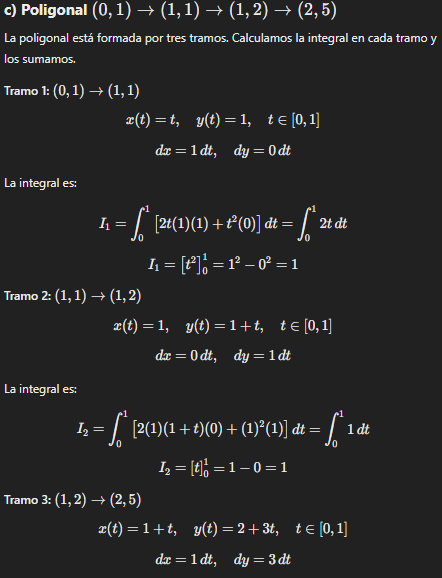 c) Poligonal (0, 1) → (1, 1) → (1, 2) → (2, 5)
La poligonal está formada por tres tramos. Calculamos la integral en cada tramo y
los sumamos.
Tramo 1: (0, 1) → (1, 1)
x(t) = t, y(t) = 1, t ∈ [0, 1]
dx = 1 dt, dy = 0 dt
La integral es:
I₁ = ∫₀¹ [2t(1)(1) + t²(0)] dt = ∫₀¹ 2t dt
I₁ = [t²]₀¹ = 1² − 0² = 1
Tramo 2: (1, 1) → (1, 2)
x(t) = 1, y(t) = 1 + t, t ∈ [0, 1]
dx = 0 dt, dy = 1 dt
La integral es:
I₂ = ∫₀¹ [2(1)(1 + t)(0) + (1)²(1)] dt = ∫₀¹ 1 dt
I₂ = [t]₀¹ = 1 − 0 = 1
Tramo 3: (1, 2) → (2, 5)
x(t) = 1 + t, y(t) = 2 + 3t, t ∈ [0, 1]
dx = 1 dt, dy = 3 dt